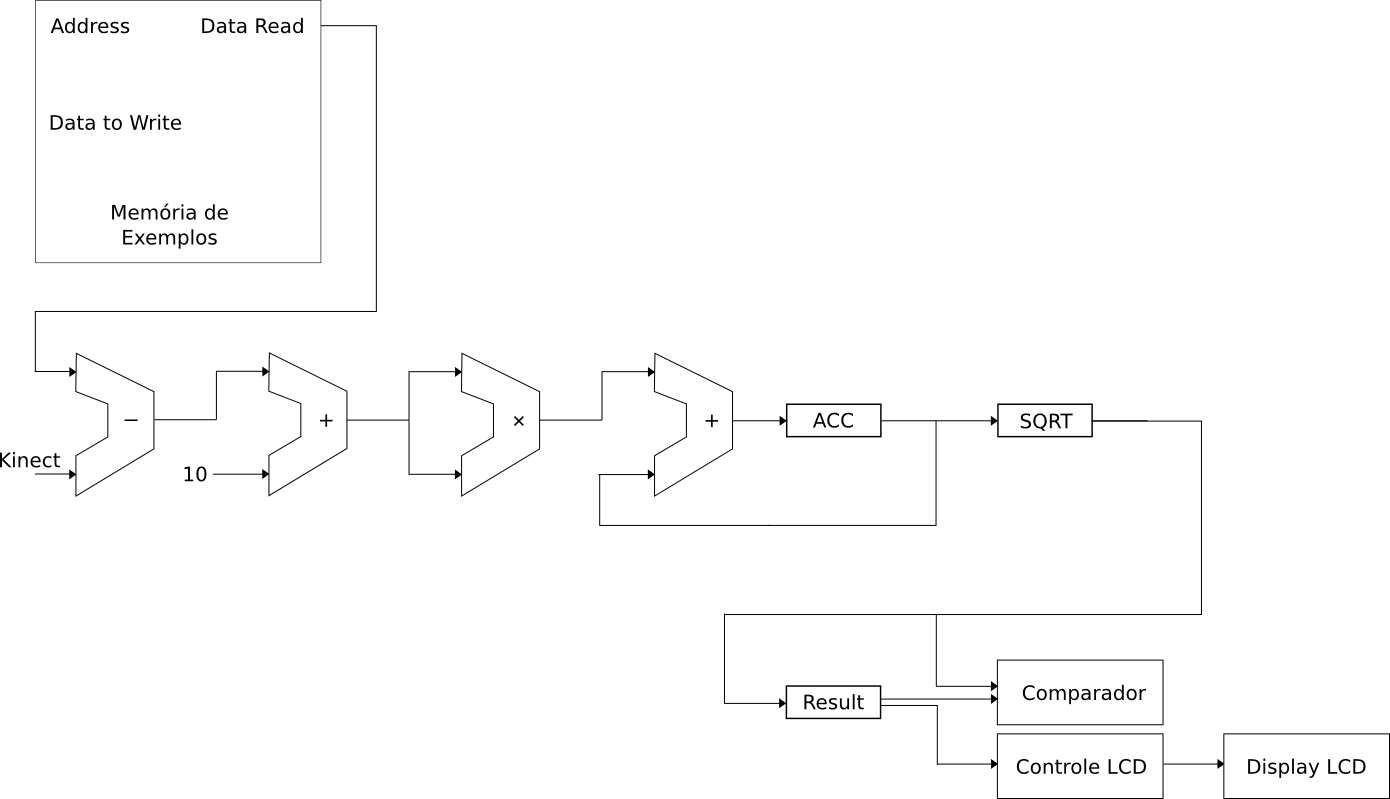 Address
Data Read
Data to Write
Memória de
Exemplos
Kinect
−
10
+
×
+
ACC
SQRT
Result
Comparador
Controle LCD
Display LCD